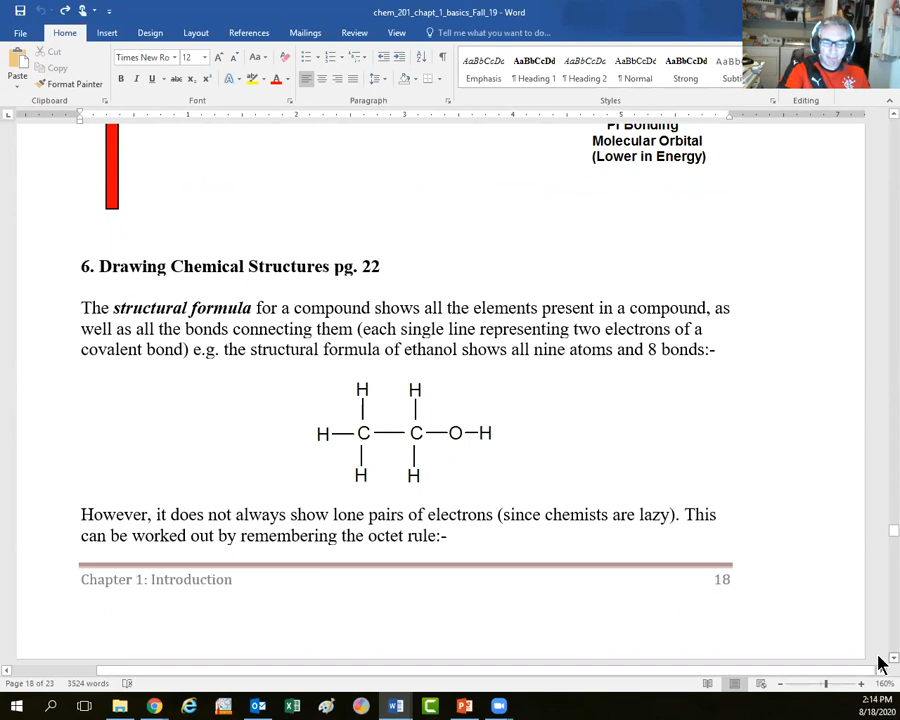 chem_201_chapt_1_basics_Fall_19 - Word
File Home Insert Design Layout References Mailings Review View Tell me what you want to do...
Paste
Cut
Copy
Format Painter
Clipboard
Times New Ro 12
Font
Paragraph
AaBbCcDd AaBbCcDd AaBbCcDd AaBbCcDd AaBbCcDd
Emphasis ¶ Heading 1 ¶ Heading 2 ¶ Normal Strong
Styles
Editing
Pi Bonding
Molecular Orbital
(Lower in Energy)
6. Drawing Chemical Structures pg. 22
The structural formula for a compound shows all the elements present in a compound, as
well as all the bonds connecting them (each single line representing two electrons of a
covalent bond) e.g. the structural formula of ethanol shows all nine atoms and 8 bonds:-
H H
H C C O H
H H
However, it does not always show lone pairs of electrons (since chemists are lazy). This
can be worked out by remembering the octet rule:-
Chapter 1: Introduction 18
Page 18 of 23 3524 words 160%
2:14 PM
8/18/2020